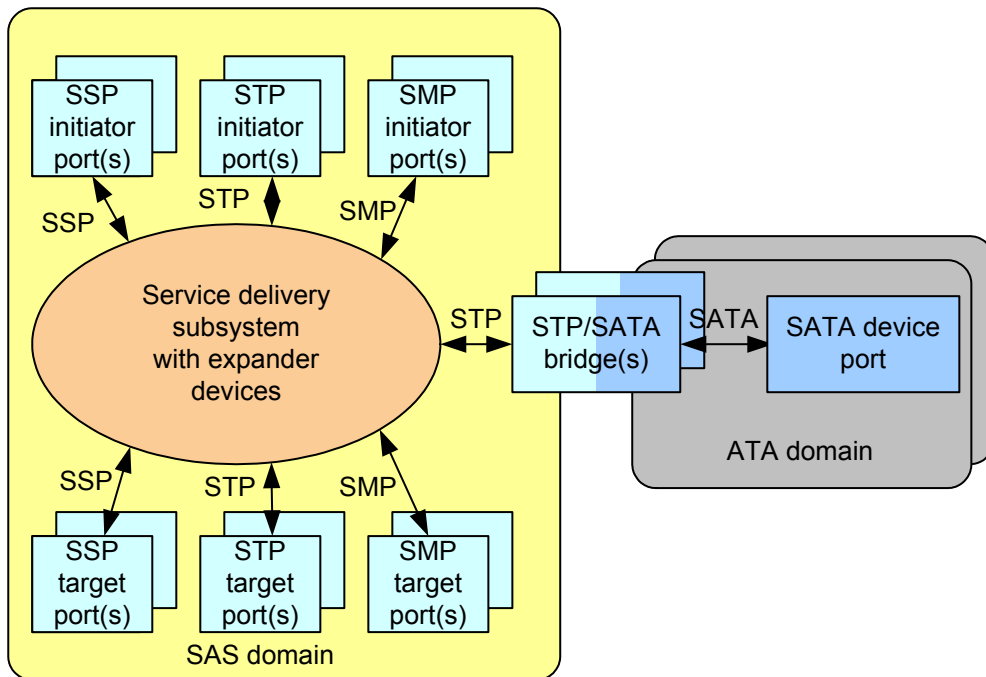 SSP
initiator
port(s)
STP
initiator
port(s)
SMP
initiator
port(s)
SSP
STP
SMP
Service delivery
subsystem
with expander
devices
STP
STP/SATA
bridge(s)
SATA
SATA device
port
ATA domain
SSP
STP
SMP
SSP
target
port(s)
STP
target
port(s)
SMP
target
port(s)
SAS domain